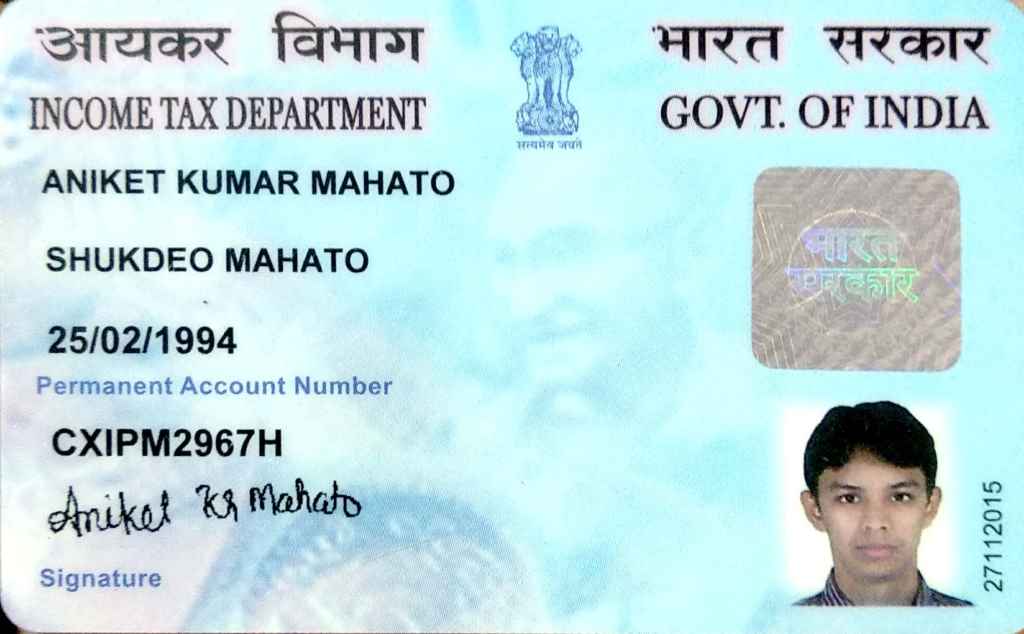 आयकर विभाग
INCOME TAX DEPARTMENT
सत्यमेव जयते
भारत सरकार
GOVT. OF INDIA
ANIKET KUMAR MAHATO
SHUKDEO MAHATO
25/02/1994
Permanent Account Number
CXIPM2967H
Aniket Kr Mahato
Signature
भारत
सरकार
27112015